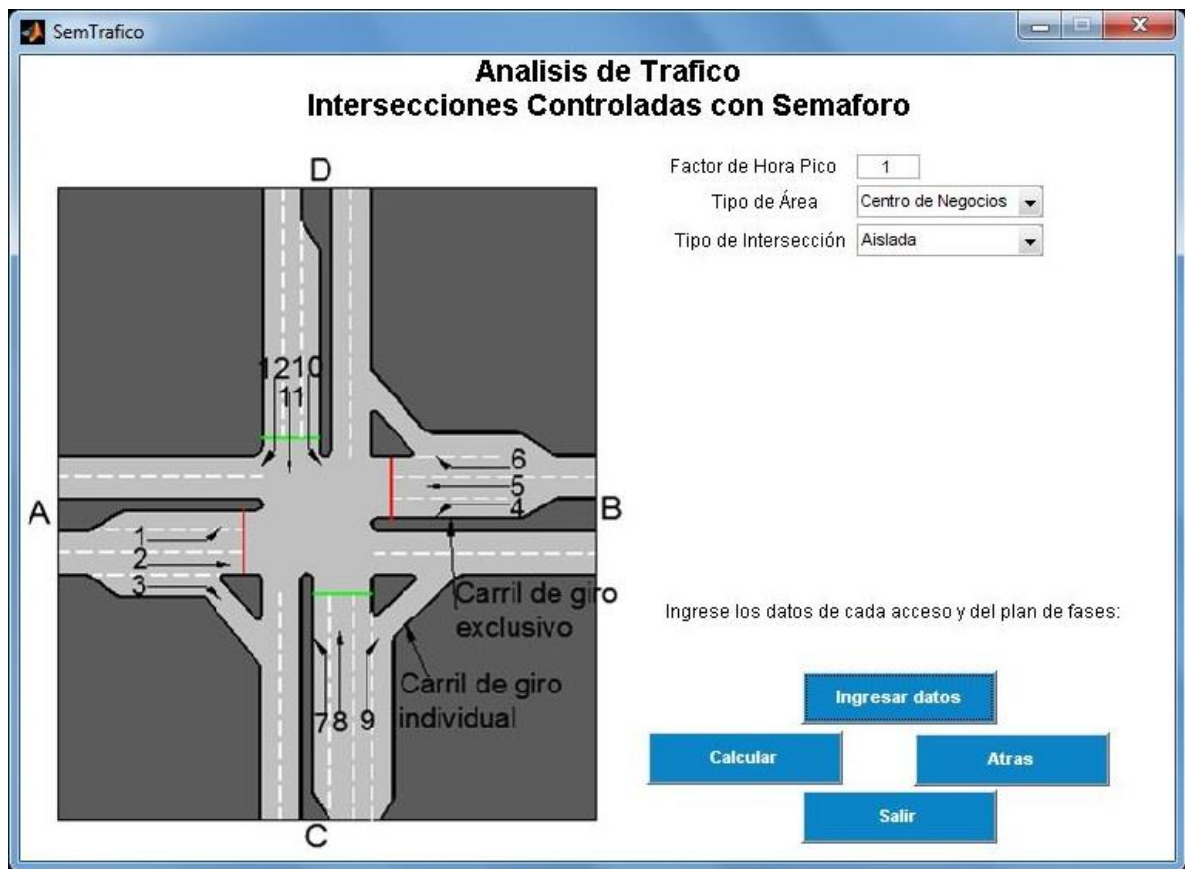 SemTrafico
Analisis de Trafico
Intersecciones Controladas con Semaforo
Factor de Hora Pico 1
Tipo de Área Centro de Negocios
Tipo de Intersección Aislada
D
12 10
11
6
5
4
A
B
1
2
3
Carril de giro
exclusivo
Carril de giro
individual
7 8 9
C
Ingrese los datos de cada acceso y del plan de fases:
Ingresar datos
Calcular
Atras
Salir